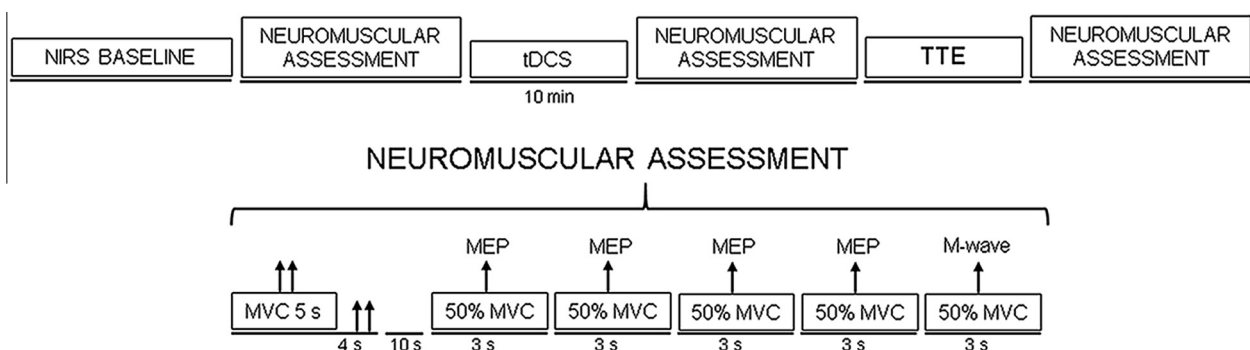 NIRS BASELINE
NEUROMUSCULAR
ASSESSMENT
tDCS
10 min
NEUROMUSCULAR
ASSESSMENT
TTE
NEUROMUSCULAR
ASSESSMENT
NEUROMUSCULAR ASSESSMENT
MEP MEP MEP MEP M-wave
MVC 5 s 50% MVC 50% MVC 50% MVC 50% MVC 50% MVC
4 s 10 s 3 s 3 s 3 s 3 s 3 s